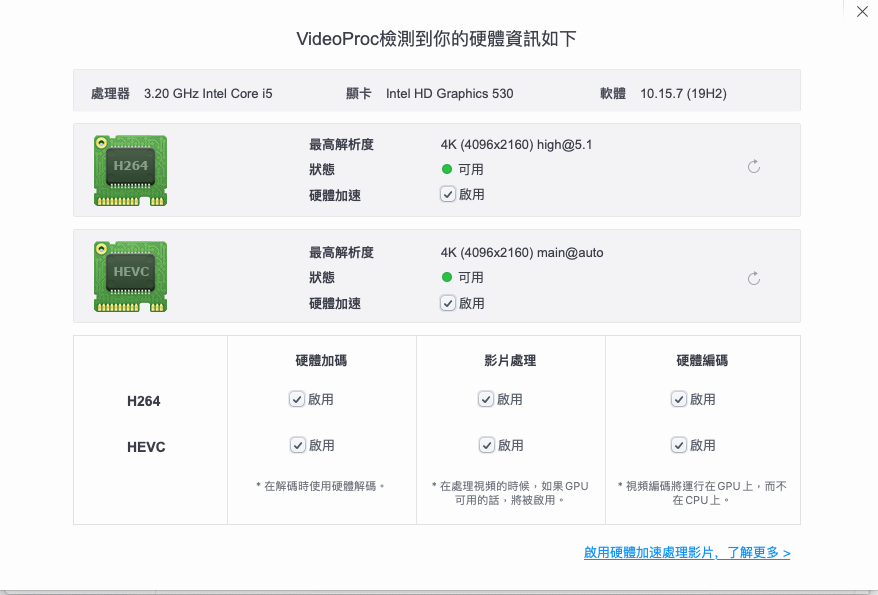 VideoProc檢測到你的硬體資訊如下
處理器 3.20 GHz Intel Core i5 顯卡 Intel HD Graphics 530 軟體 10.15.7 (19H2)
H264
最高解析度 4K (4096x2160) high@5.1
狀態 可用
硬體加速 啟用
HEVC
最高解析度 4K (4096x2160) main@auto
狀態 可用
硬體加速 啟用
硬體加碼 影片處理 硬體編碼
H264 啟用 啟用 啟用
HEVC 啟用 啟用 啟用
* 在解碼時使用硬體解碼。
* 在處理視頻的時候，如果GPU
可用的話，將被啟用。
* 視頻編碼將運行在GPU上，而不
在CPU上。
啟用硬體加速處理影片，了解更多 >